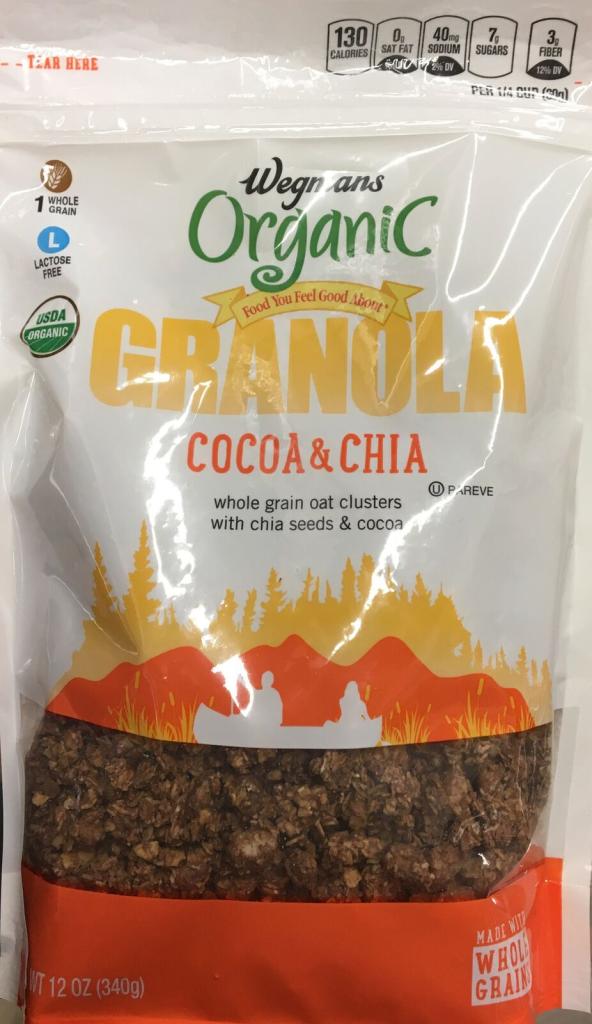 130 CALORIES
0g SAT FAT
40mg SODIUM 2% DV
7g SUGARS
3g FIBER 12% DV
TEAR HERE
PER 1/4 CUP (30g)
1 WHOLE GRAIN
L
LACTOSE FREE
USDA ORGANIC
Wegmans
Organic
Food You Feel Good About
GRANOLA
COCOA & CHIA
U PAREVE
whole grain oat clusters
with chia seeds & cocoa
WT 12 OZ (340g)
MADE WITH
WHOLE
GRAINS